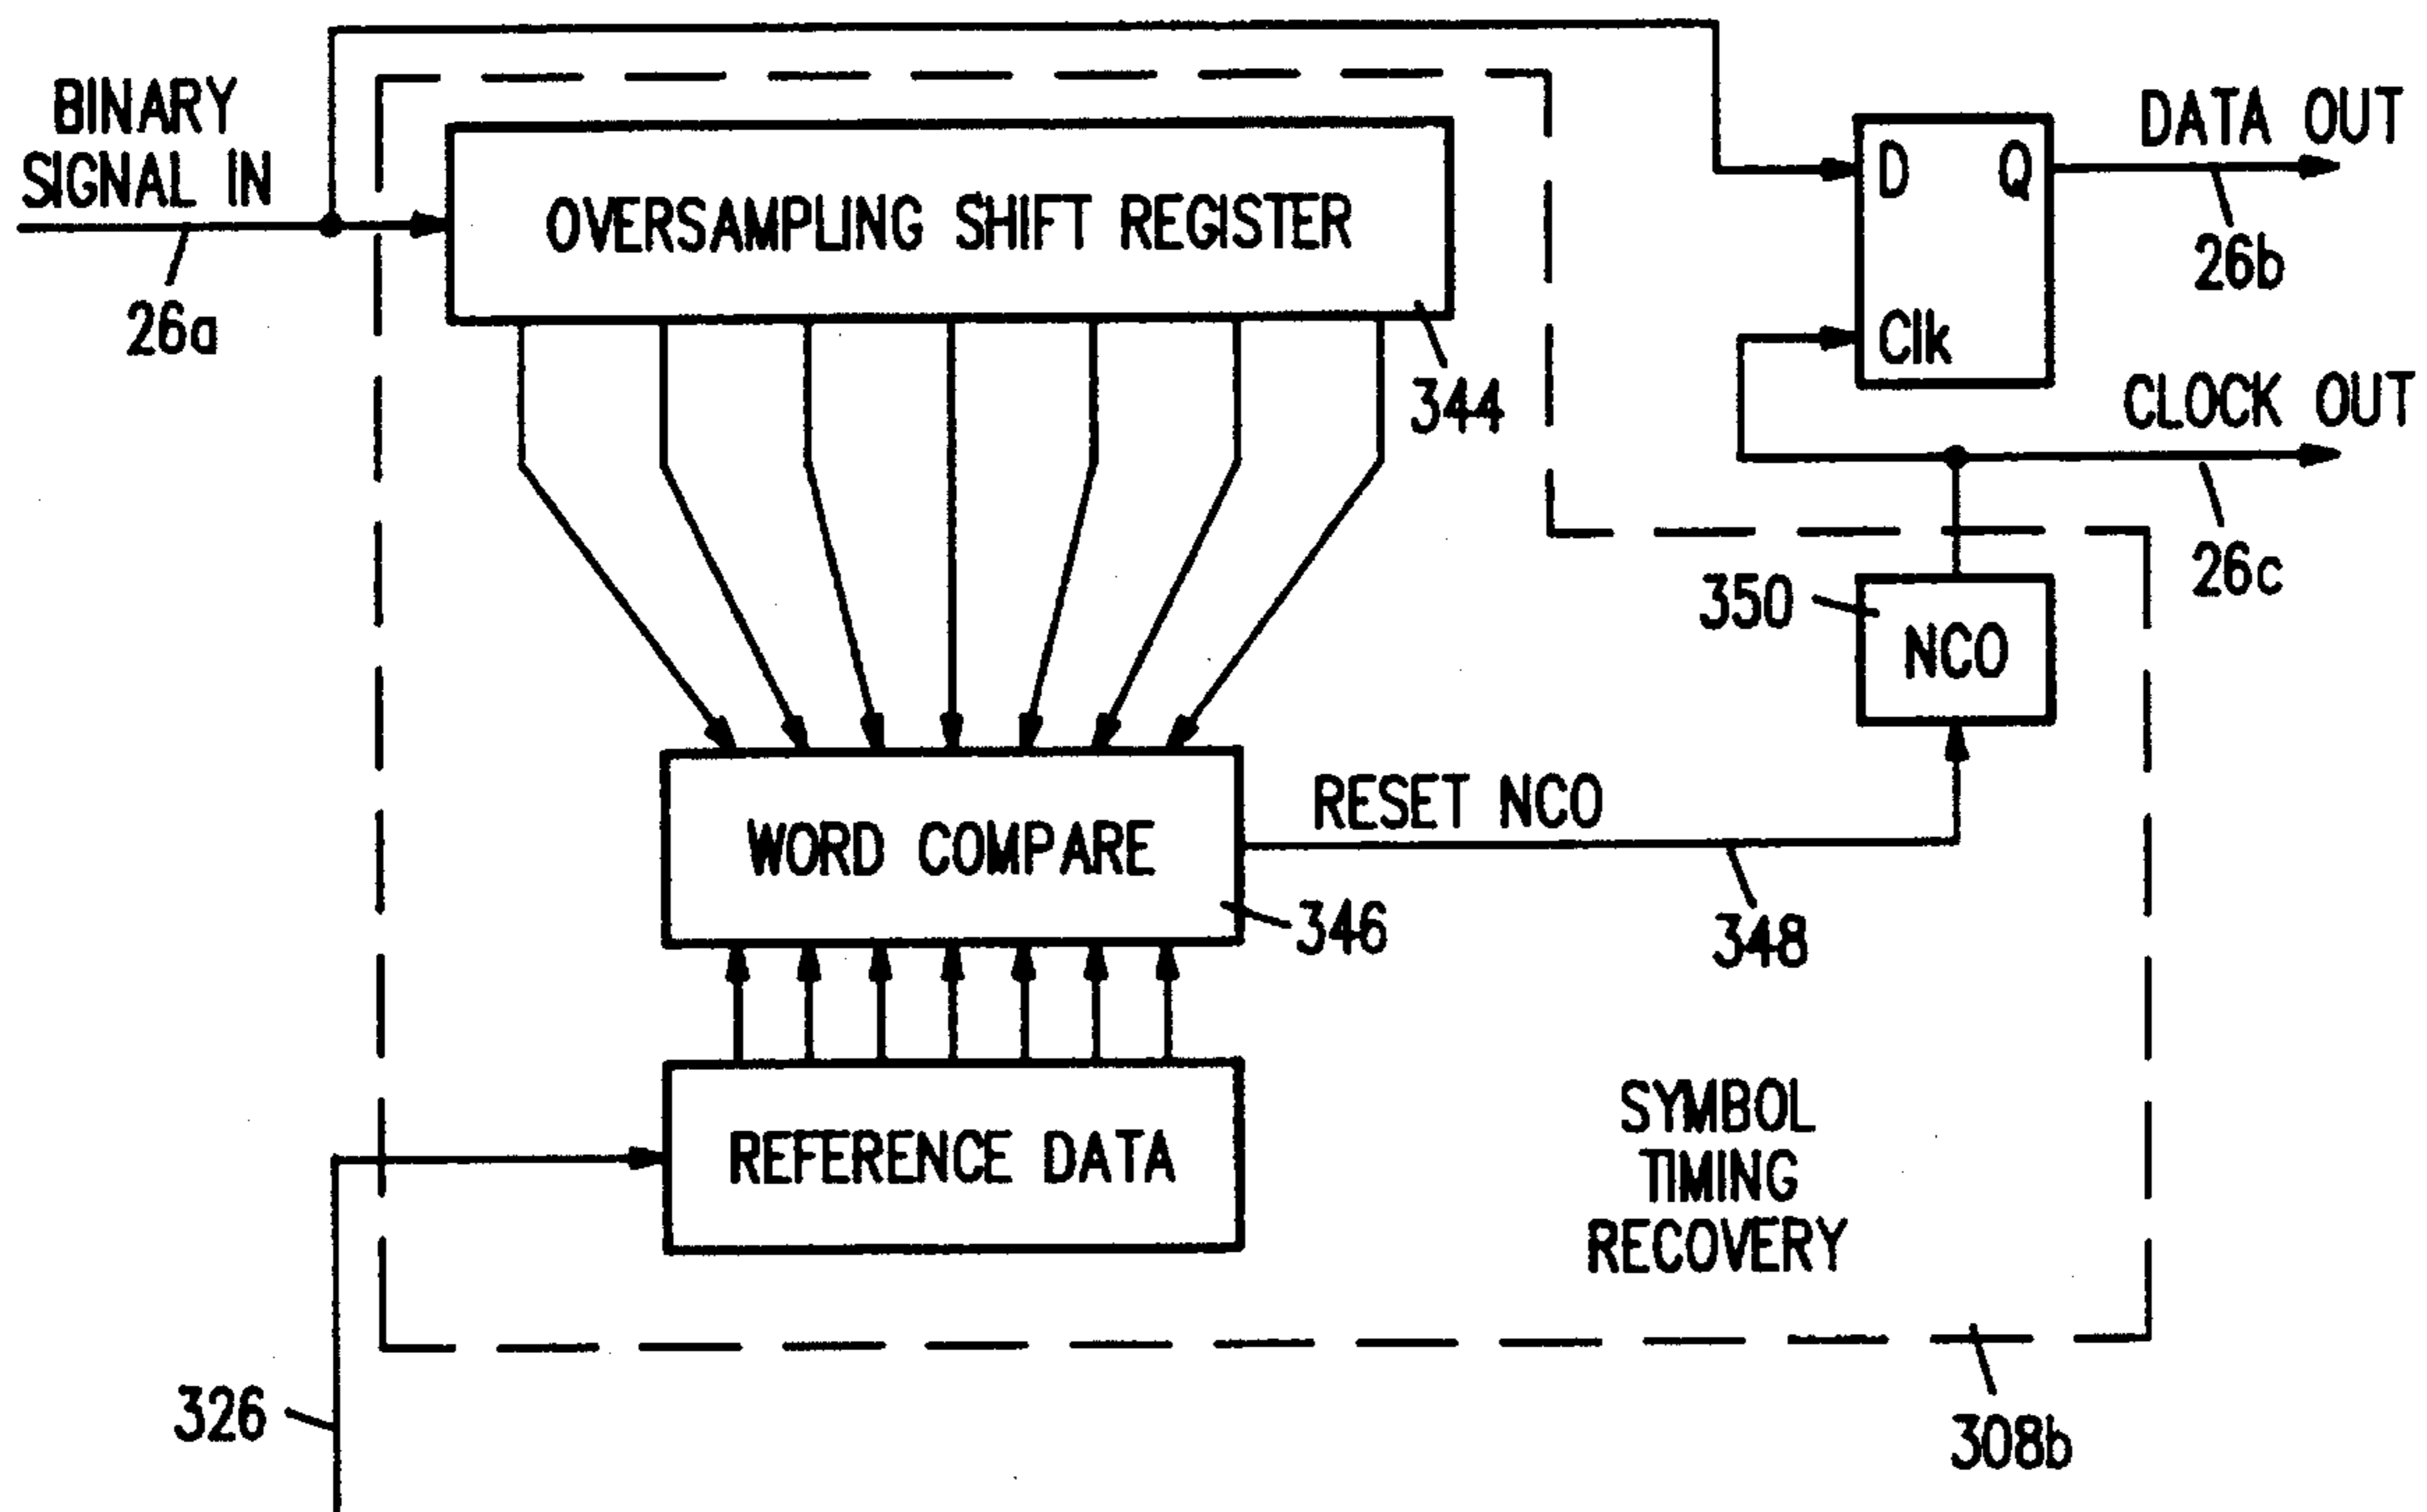 BINARY
SIGNAL IN
26a
OVERSAMPLING SHIFT REGISTER
344
D Q
Clk
DATA OUT
26b
CLOCK OUT
26c
350
NCO
WORD COMPARE
346
RESET NCO
348
REFERENCE DATA
SYMBOL
TIMING
RECOVERY
326
308b